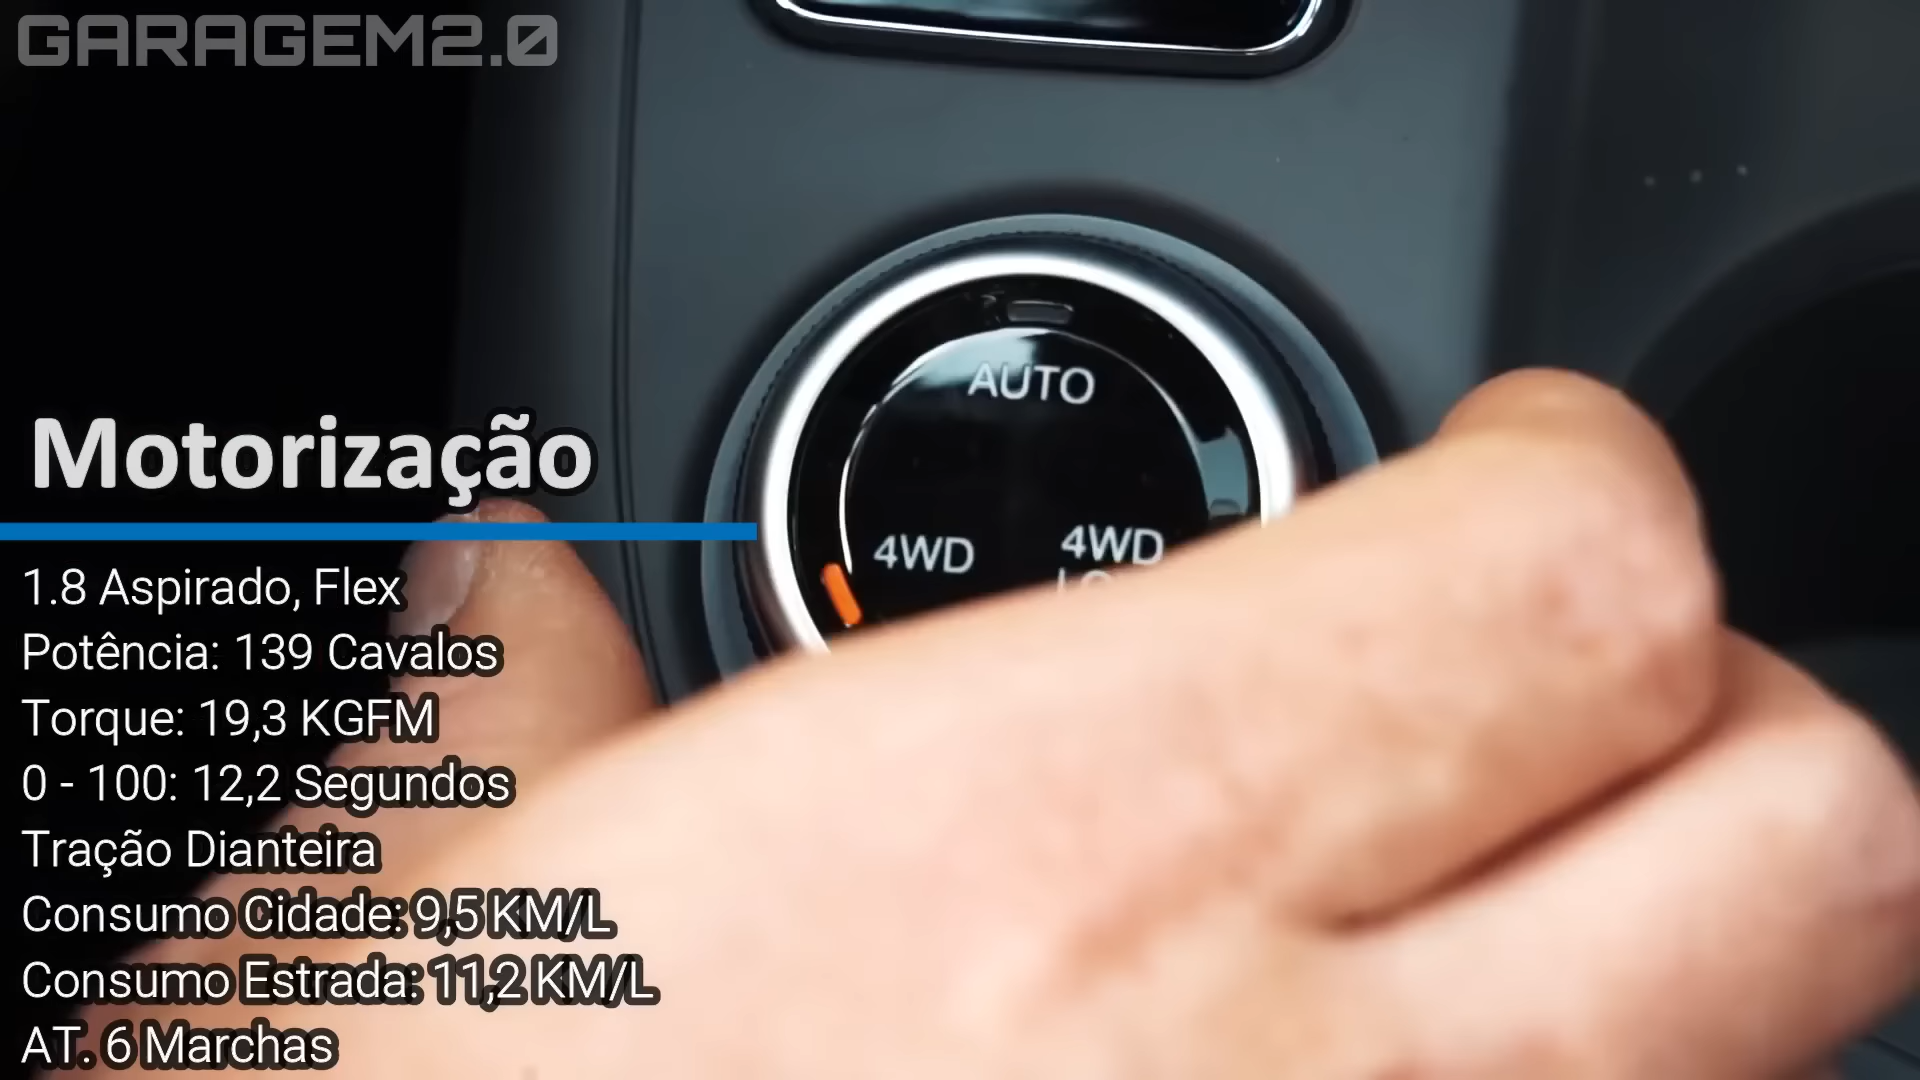 GARAGEM2.0
AUTO
4WD
4WD
Motorização
1.8 Aspirado, Flex
Potência: 139 Cavalos
Torque: 19,3 KGFM
0 - 100: 12,2 Segundos
Tração Dianteira
Consumo Cidade: 9,5 KM/L
Consumo Estrada: 11,2 KM/L
AT. 6 Marchas